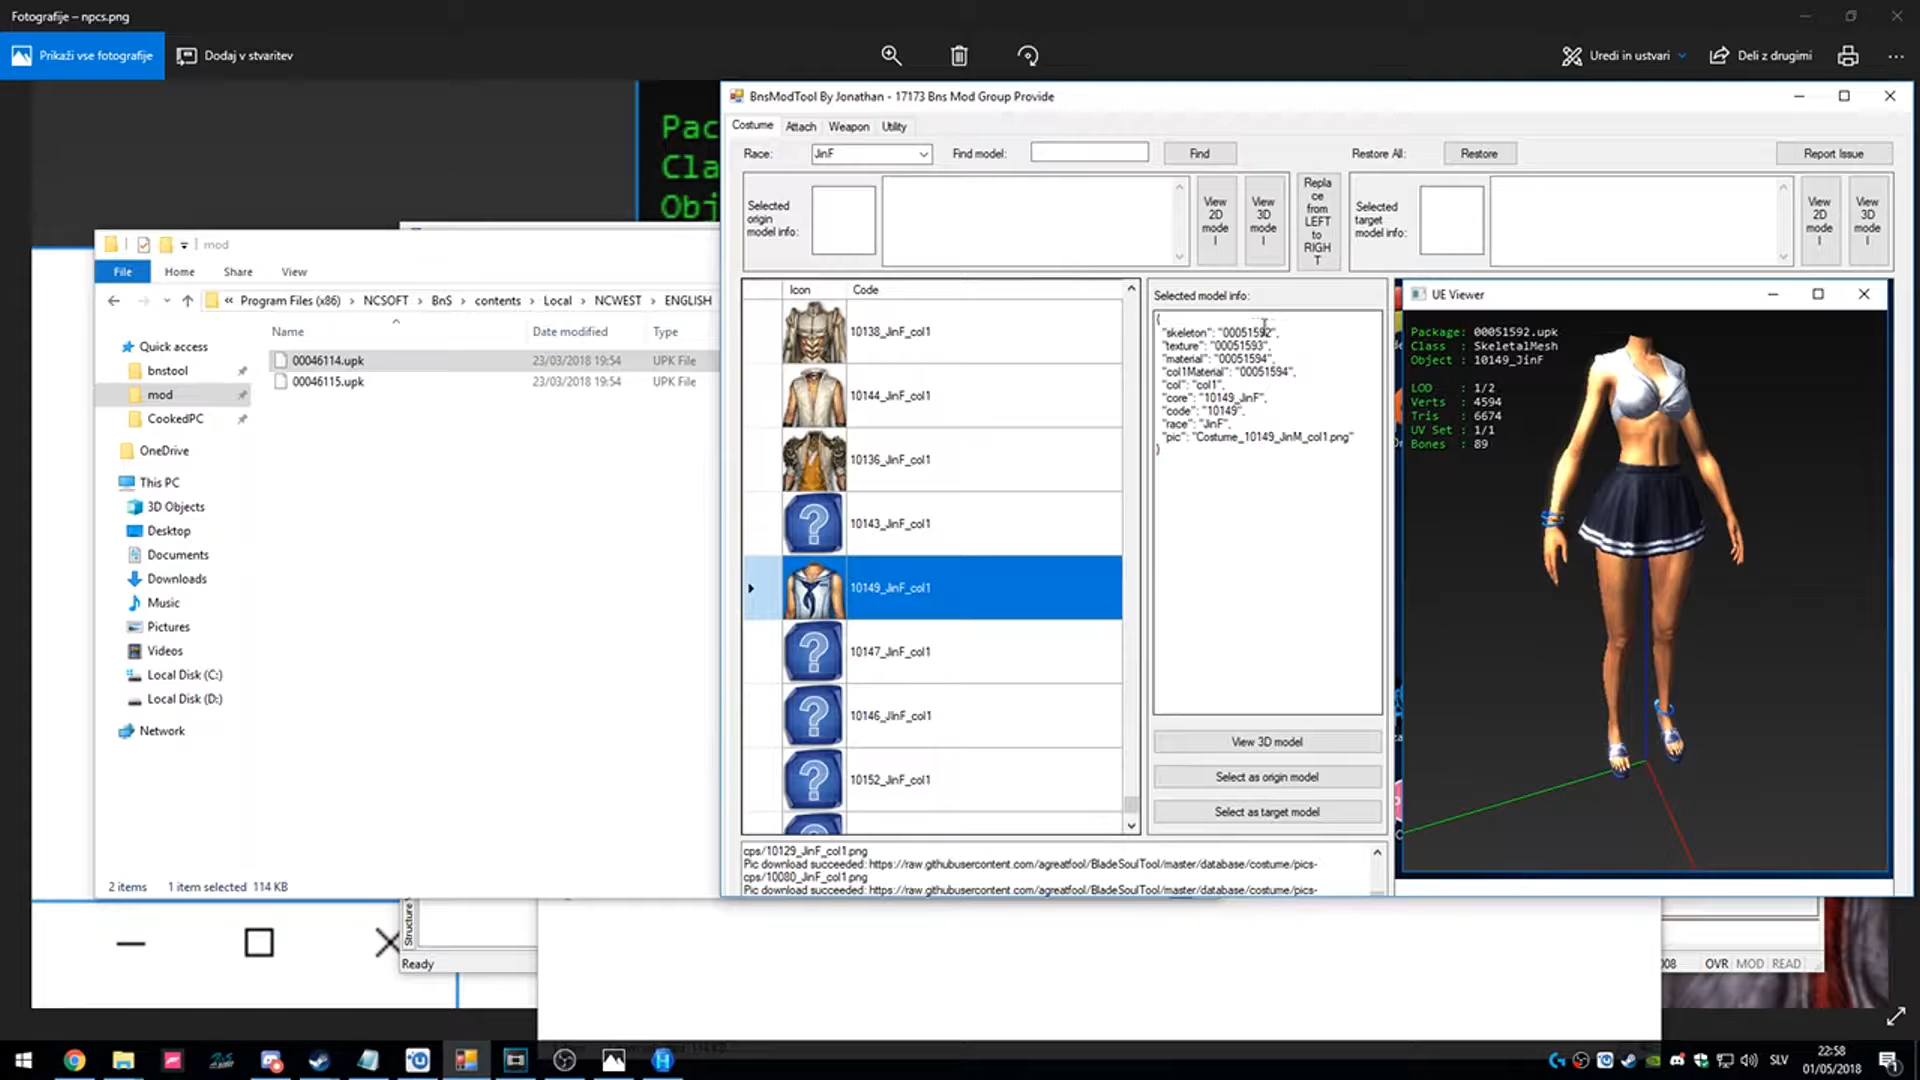 Fotografije – npcs.png
Prikaži vse fotografije
Dodaj v stvaritev
Uredi in ustvari
Deli z drugimi
Pac
Cla
Obj
mod
File
Home
Share
View
« Program Files (x86) > NCSOFT > BnS > contents > Local > NCWEST > ENGLISH
Name
Date modified
Type
Quick access
bnstool
mod
CookedPC
OneDrive
This PC
3D Objects
Desktop
Documents
Downloads
Music
Pictures
Videos
Local Disk (C:)
Local Disk (D:)
Network
00046114.upk
23/03/2018 19:54
UPK File
00046115.upk
23/03/2018 19:54
UPK File
2 items
1 item selected 114 KB
Structure
Ready
BnsModTool By Jonathan - 17173 Bns Mod Group Provide
Costume
Attach
Weapon
Utility
Race:
JinF
Find model:
Find
Restore All:
Restore
Report Issue
Selected
origin
model info:
View
2D
mode
l
View
3D
mode
l
Repla
ce
from
LEFT
to
RIGH
T
Selected
target
model info:
View
2D
mode
l
View
3D
mode
l
Icon
Code
10138_JinF_col1
10144_JinF_col1
10136_JinF_col1
10143_JinF_col1
10149_JinF_col1
10147_JinF_col1
10146_JinF_col1
10152_JinF_col1
Selected model info:
{
"skeleton": "00051592",
"texture": "00051593",
"material": "00051594",
"col1Material": "00051594",
"col": "col1",
"core": "10149_JinF",
"code": "10149",
"race": "JinF",
"pic": "Costume_10149_JinM_col1.png"
}
View 3D model
Select as origin model
Select as target model
cps/10129_JinF_col1.png
Pic download succeeded: https://raw.githubusercontent.com/agreatfool/BladeSoulTool/master/database/costume/pics-
cps/10080_JinF_col1.png
Pic download succeeded: https://raw.githubusercontent.com/agreatfool/BladeSoulTool/master/database/costume/pics-
UE Viewer
Package: 00051592.upk
Class : SkeletalMesh
Object : 10149_JinF
LOD : 1/2
Verts : 4594
Tris : 6674
UV Set : 1/1
Bones : 89
OVR
MOD
READ
SLV
22:58
01/05/2018